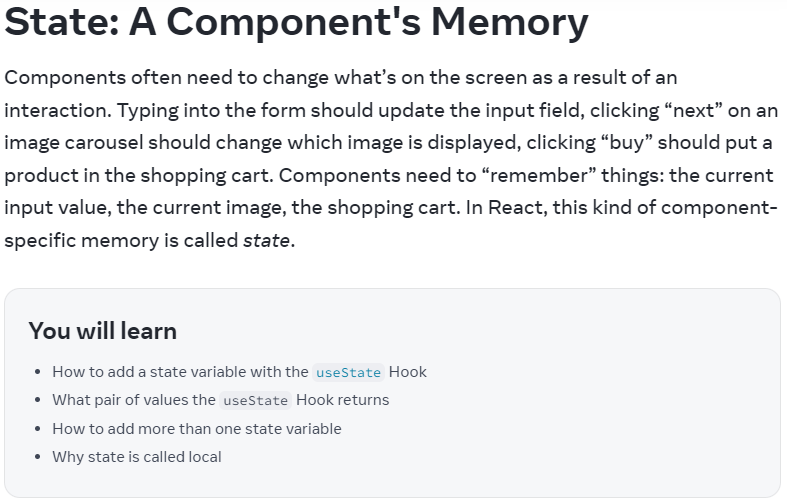 State: A Component's Memory
Components often need to change what’s on the screen as a result of an
interaction. Typing into the form should update the input field, clicking “next” on an
image carousel should change which image is displayed, clicking “buy” should put a
product in the shopping cart. Components need to “remember” things: the current
input value, the current image, the shopping cart. In React, this kind of component-
specific memory is called state.
You will learn
• How to add a state variable with the useState Hook
• What pair of values the useState Hook returns
• How to add more than one state variable
• Why state is called local